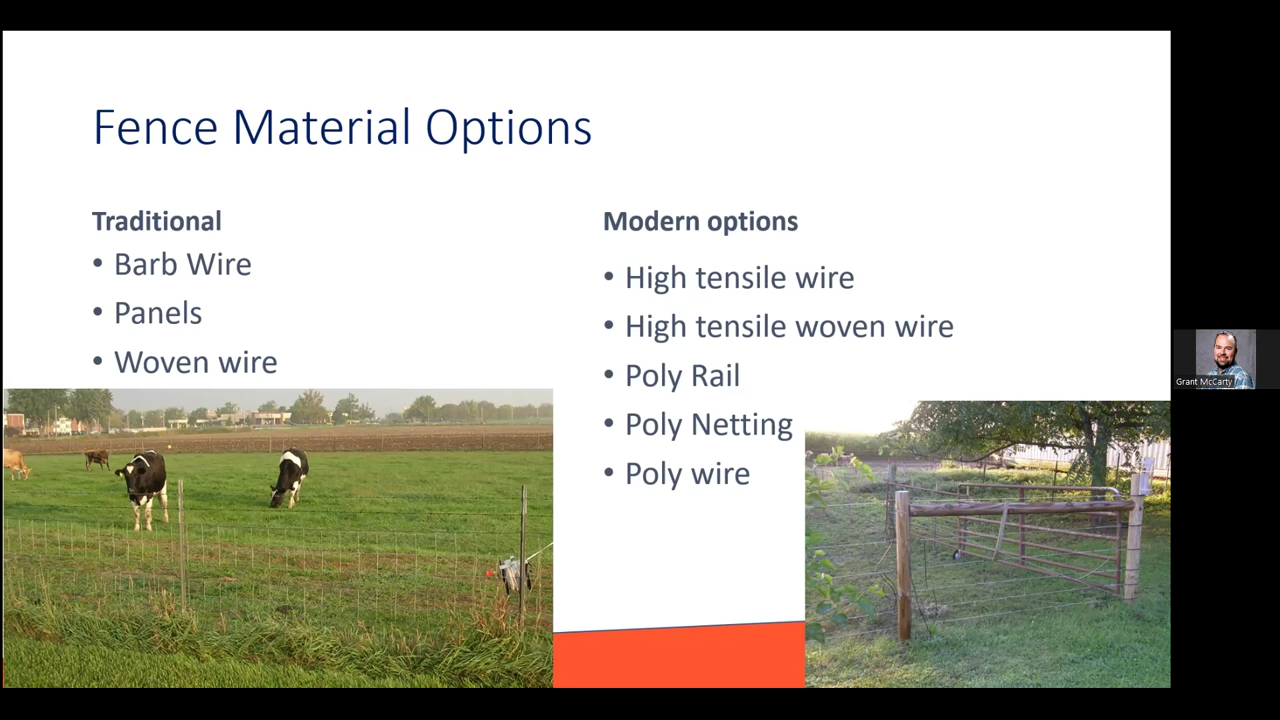 Fence Material Options
Traditional
• Barb Wire
• Panels
• Woven wire
Modern options
• High tensile wire
• High tensile woven wire
• Poly Rail
• Poly Netting
• Poly wire
Grant McCarty